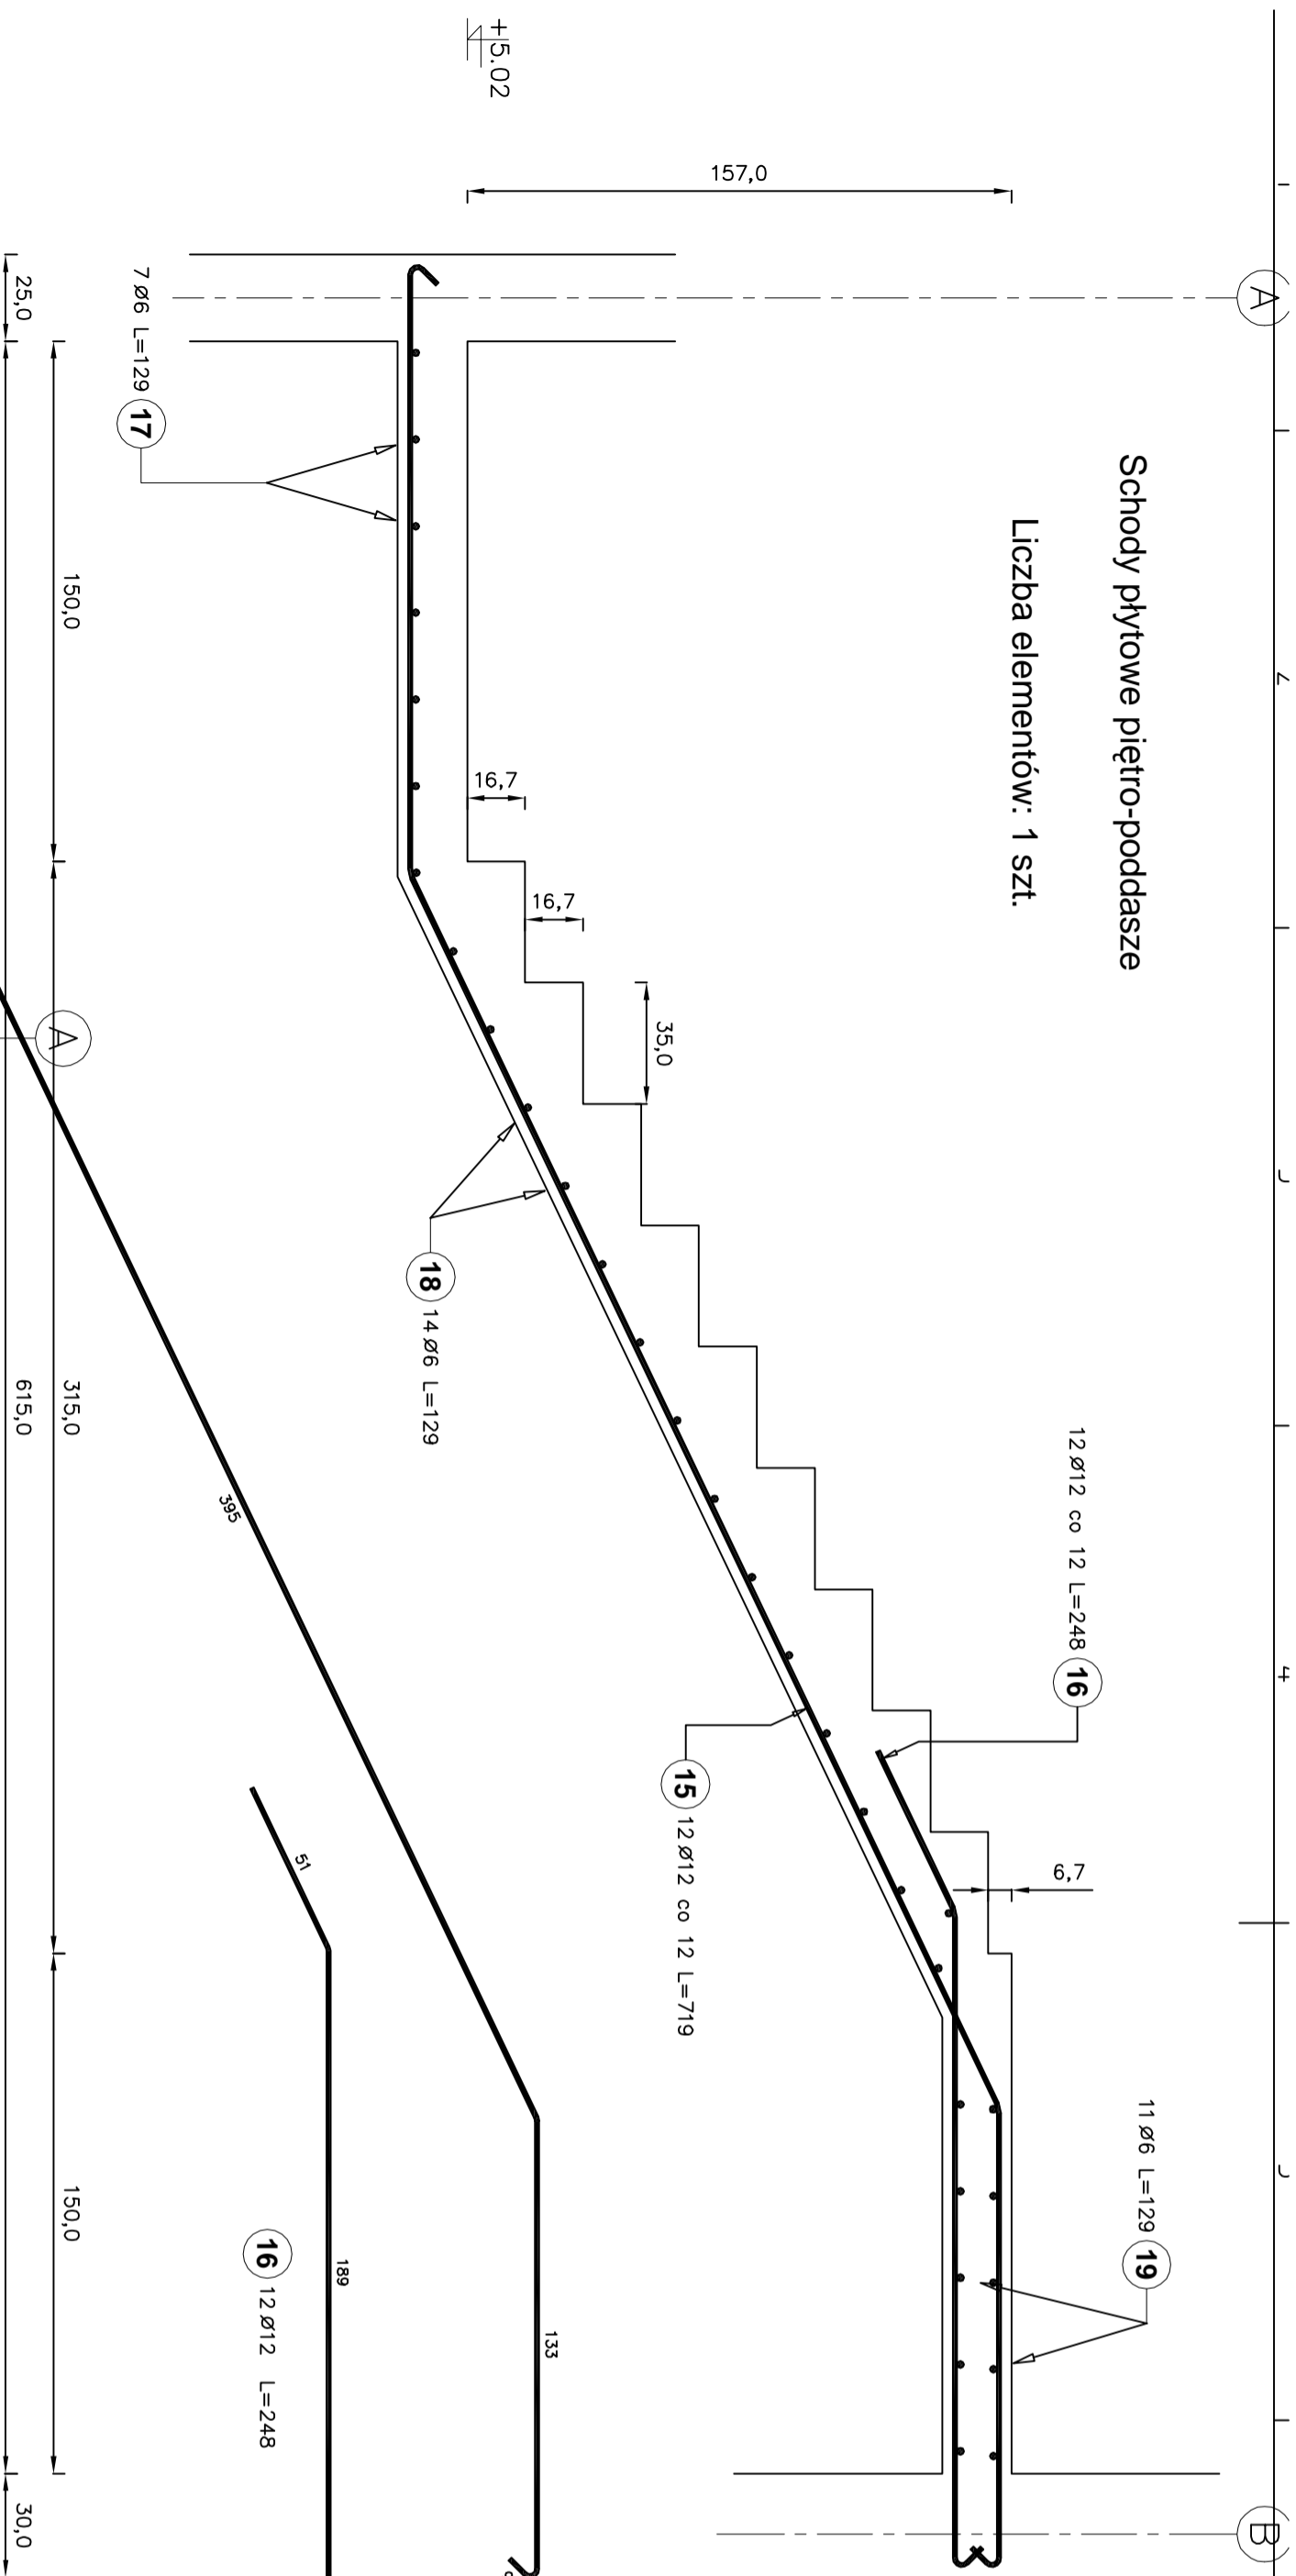 A
B
4
Schody płytowe piętro-poddasze
Liczba elementów: 1 szt.
+5.02
157,0
16,7
16,7
35,0
6,7
12 Ø12 co 12 L=248 16
11 Ø6 L=129 19
15 12 Ø12 co 12 L=719
18 14 Ø6 L=129
7 Ø6 L=129 17
133
189
51
395
16 12 Ø12 L=248
A
150,0
315,0
150,0
25,0
615,0
30,0